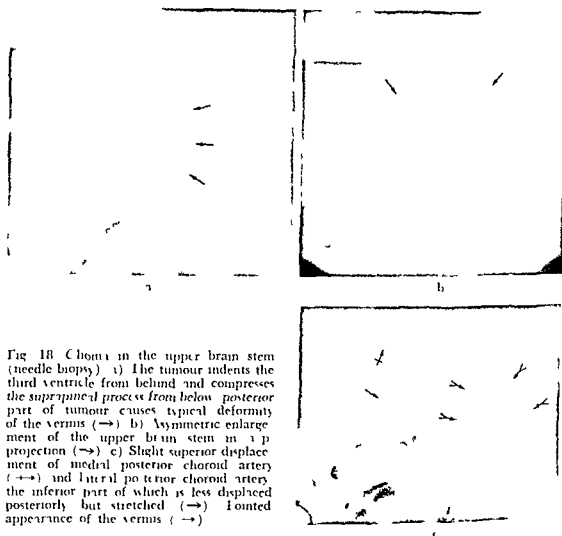 a
b
Fig 18 Glioma in the upper brain stem
(needle biopsy) a) The tumour indents the
third ventricle from behind and compresses
the suprapineal process from below posterior
part of tumour causes typical deformity
of the vermis (→) b) Asymmetric enlarge
ment of the upper brain stem in a p
projection (→) c) Slight superior displace
ment of medial posterior choroid artery
(↔) and lateral posterior choroid artery
the inferior part of which is less displaced
posteriorly but stretched (→) Pointed
appearance of the vermis (→)
c